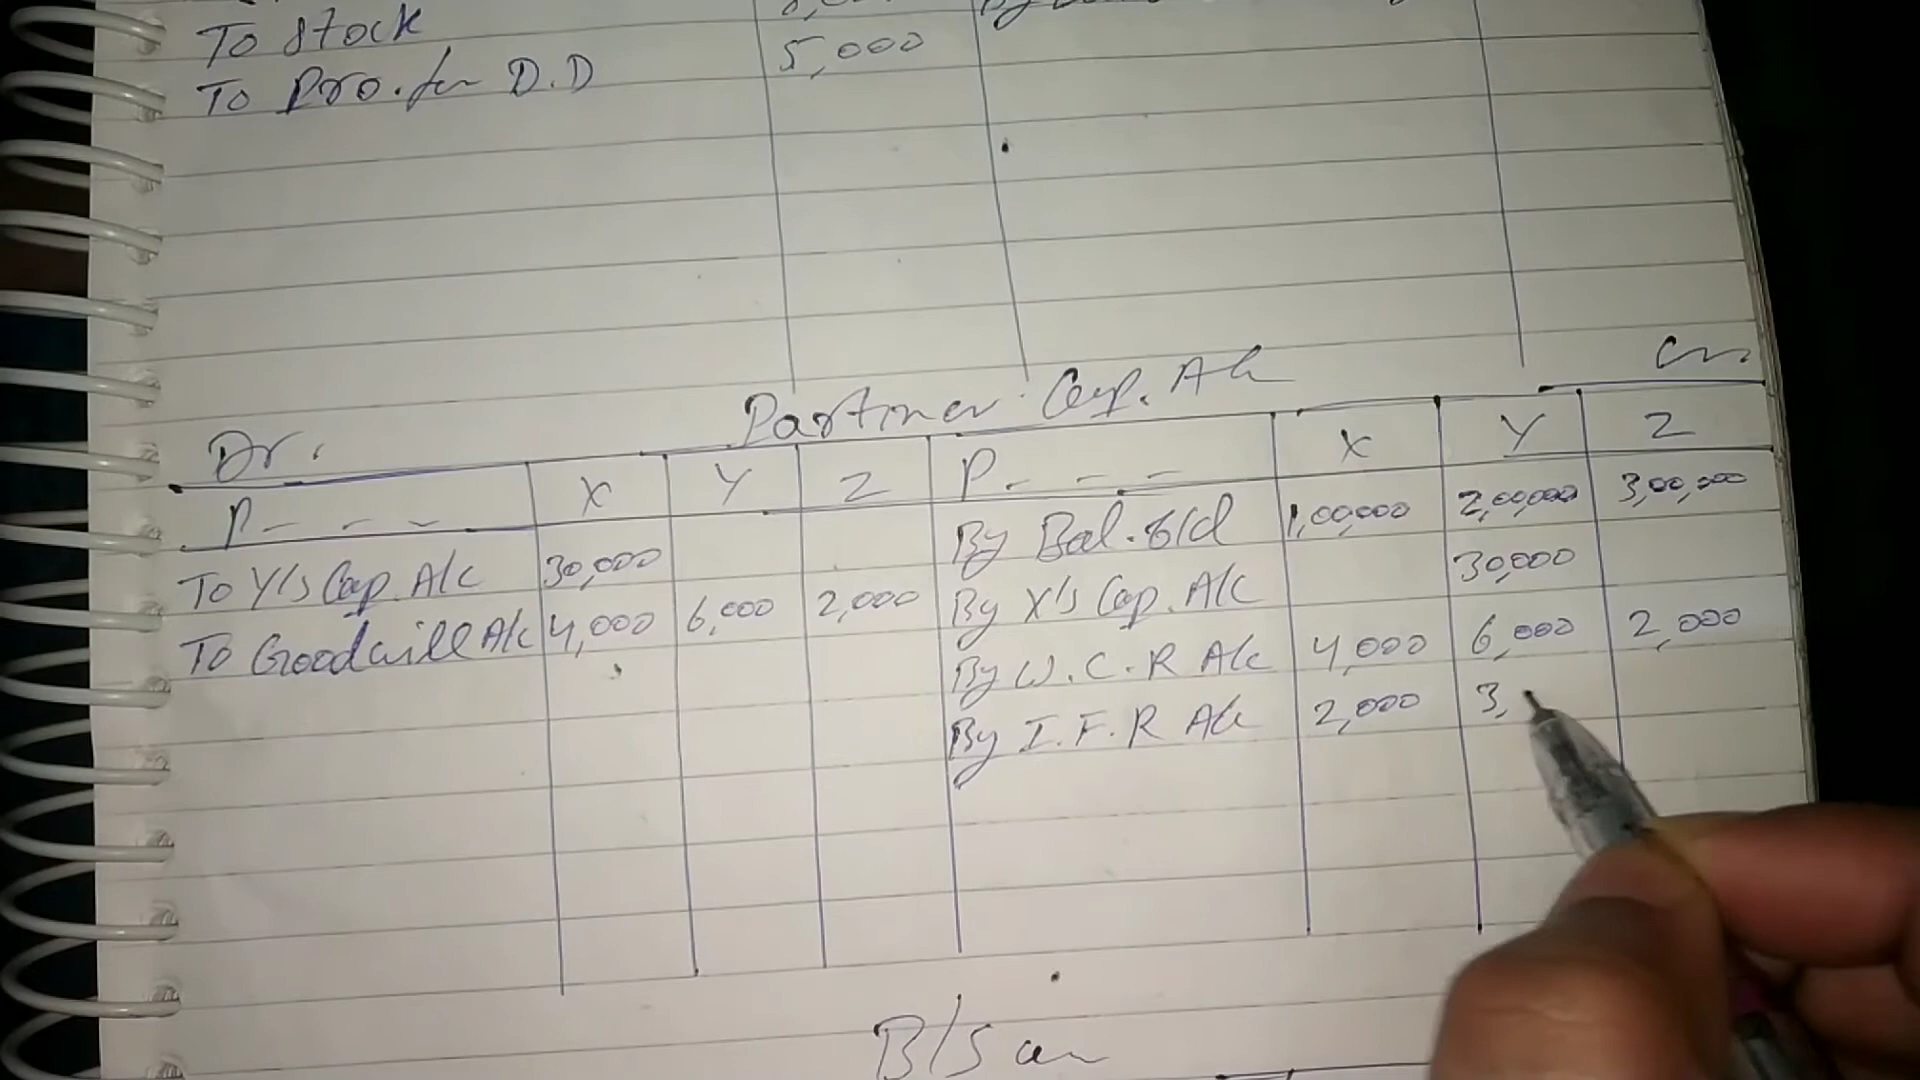 To Stock
To Pro. for D.D 5,000
By
Partiner Cap. A/c Cr.
Dr.
P - - - X Y Z P - - - X Y Z
By Bal. b/d 1,00,000 2,00,000 3,00,000
To Y's Cap. A/c 30,000 By X's Cap. A/c 30,000
To Goodwill A/c 4,000 6,000 2,000 By W.C.R A/c 4,000 6,000 2,000
By I.F.R A/c 2,000 3,
B/S